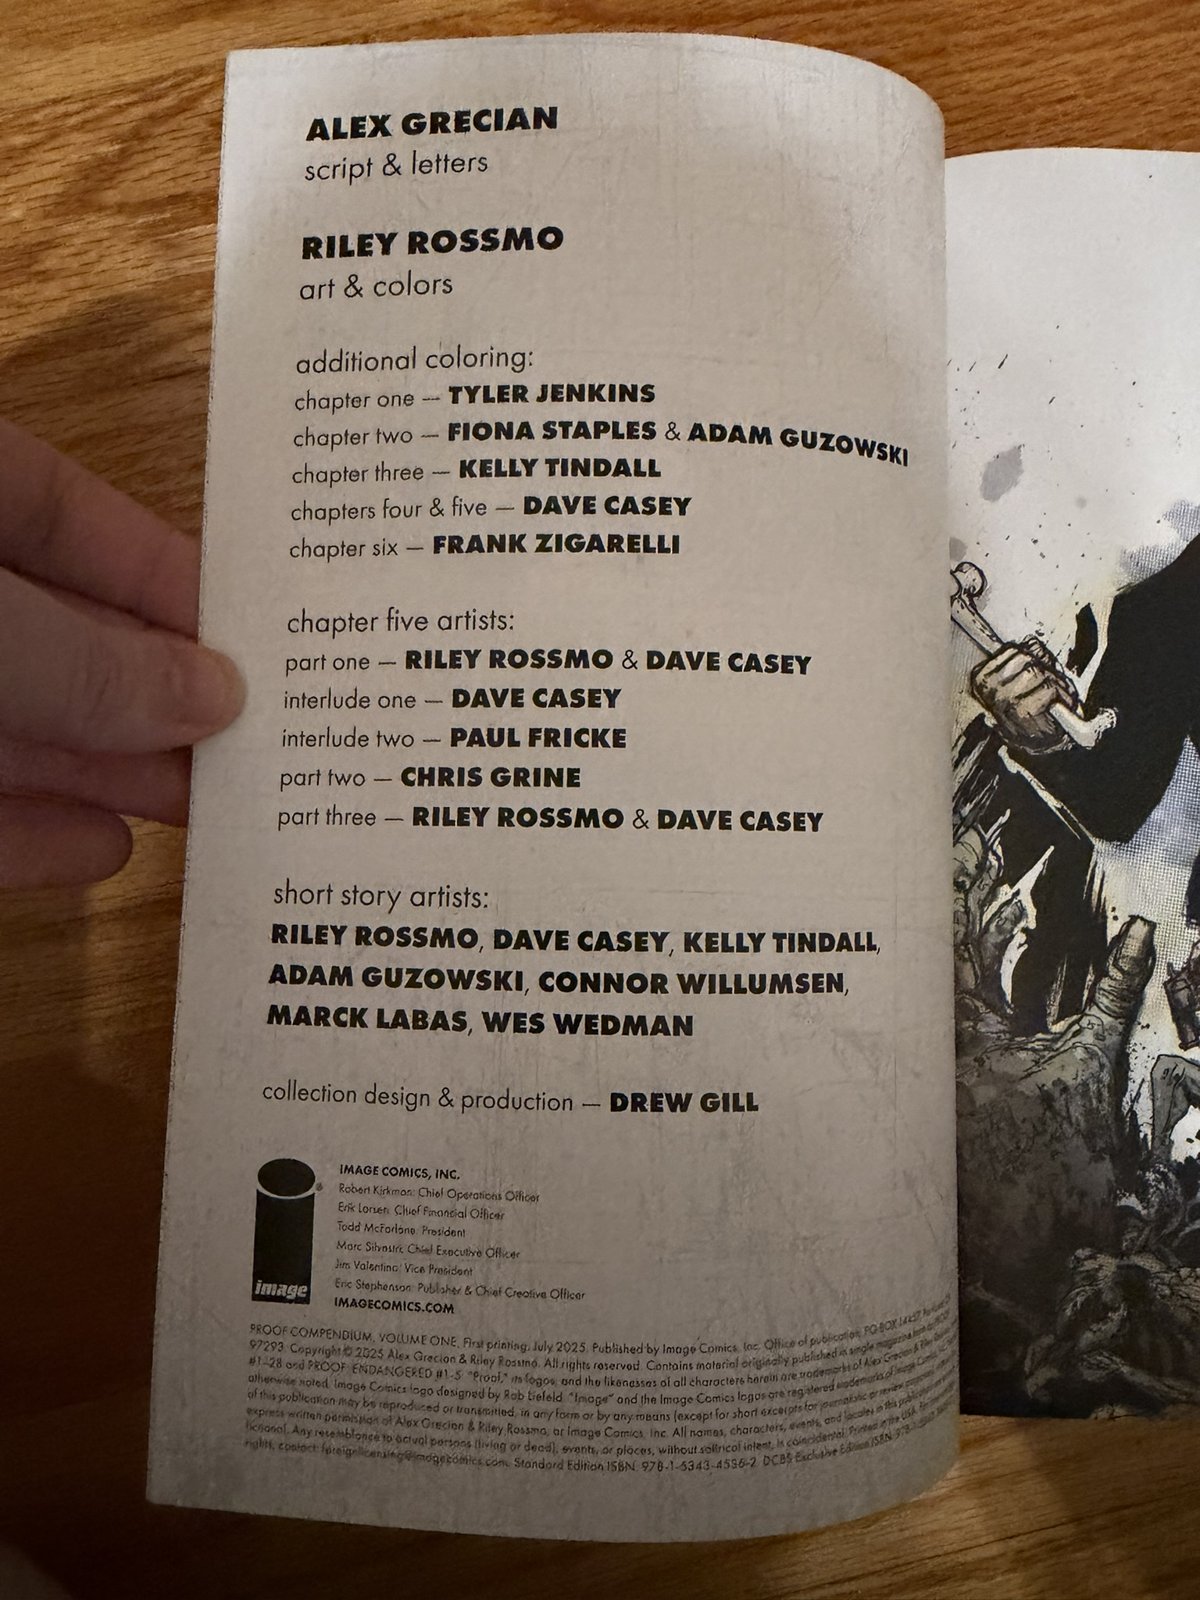 ALEX GRECIAN
script & letters
RILEY ROSSMO
art & colors
additional coloring:
chapter one — TYLER JENKINS
chapter two — FIONA STAPLES & ADAM GUZOWSKI
chapter three — KELLY TINDALL
chapters four & five — DAVE CASEY
chapter six — FRANK ZIGARELLI
chapter five artists:
part one — RILEY ROSSMO & DAVE CASEY
interlude one — DAVE CASEY
interlude two — PAUL FRICKE
part two — CHRIS GRINE
part three — RILEY ROSSMO & DAVE CASEY
short story artists:
RILEY ROSSMO, DAVE CASEY, KELLY TINDALL,
ADAM GUZOWSKI, CONNOR WILLUMSEN,
MARCK LABAS, WES WEDMAN
collection design & production — DREW GILL
image
®
IMAGE COMICS, INC.
Robert Kirkman: Chief Operations Officer
Erik Larsen: Chief Financial Officer
Todd McFarlane: President
Marc Silvestri: Chief Executive Officer
Jim Valentino: Vice President
Eric Stephenson: Publisher & Chief Creative Officer
IMAGECOMICS.COM
PROOF COMPENDIUM, VOLUME ONE. First printing. July 2025. Published by Image Comics, Inc. Office of publication: PO BOX 14457,
97293. Copyright © 2025 Alex Grecian & Riley Rossmo. All rights reserved. Contains material originally published in single magazine form as
#1-28 and PROOF: ENDANGERED #1-5. "Proof," its logos, and the likenesses of all characters herein are trademarks of Alex Grecian & Riley
otherwise noted. Image Comics logo designed by Rob Liefeld. "Image" and the Image Comics logos are registered trademarks of Image Comics,
of this publication may be reproduced or transmitted, in any form or by any means (except for short excerpts for journalistic or review purposes)
express written permission of Alex Grecian & Riley Rossmo, or Image Comics, Inc. All names, characters, events, and locales in this publication
fictional. Any resemblance to actual persons (living or dead), events, or places, without satirical intent, is coincidental. Printed in the USA.
rights, contact: foreignlicensing@imagecomics.com. Standard Edition ISBN: 978-1-5343-4536-2. DCBS Exclusive Edition ISBN: